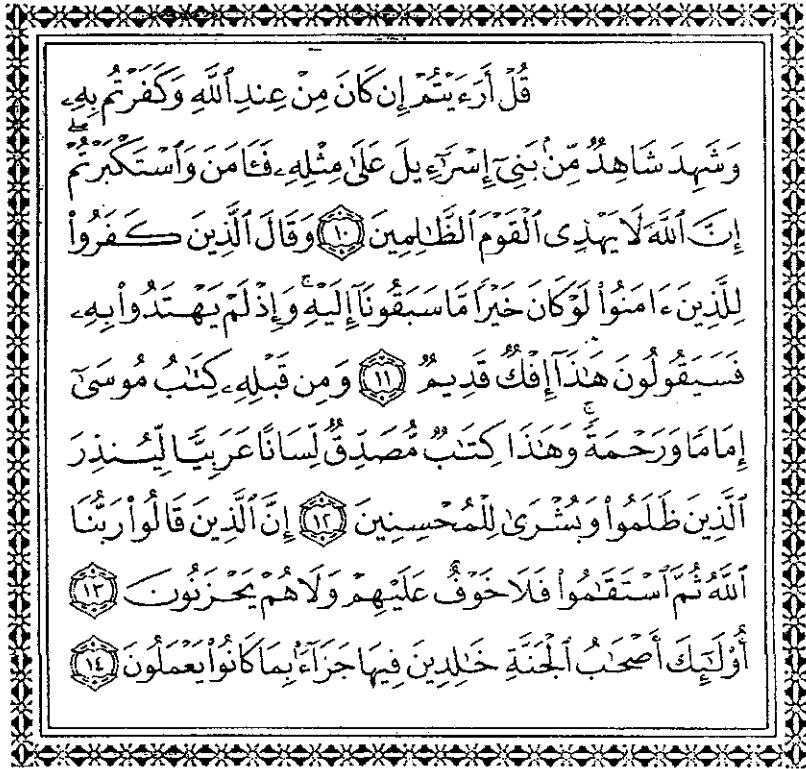 قُلْ أَرَءَيْتُمْ إِن كَانَ مِنْ عِندِ ٱللَّهِ وَكَفَرْتُم بِهِۦ
وَشَهِدَ شَاهِدٌ مِّنۢ بَنِىٓ إِسْرَٰٓءِيلَ عَلَىٰ مِثْلِهِۦ فَـَٔامَنَ وَٱسْتَكْبَرْتُمْ ۖ
إِنَّ ٱللَّهَ لَا يَهْدِى ٱلْقَوْمَ ٱلظَّٰلِمِينَ ١٠ وَقَالَ ٱلَّذِينَ كَفَرُوا۟
لِلَّذِينَ ءَامَنُوا۟ لَوْ كَانَ خَيْرًا مَّا سَبَقُونَآ إِلَيْهِ ۚ وَإِذْ لَمْ يَهْتَدُوا۟ بِهِۦ
فَسَيَقُولُونَ هَٰذَآ إِفْكٌ قَدِيمٌ ١١ وَمِن قَبْلِهِۦ كِتَٰبُ مُوسَىٰٓ
إِمَامًا وَرَحْمَةً ۚ وَهَٰذَا كِتَٰبٌ مُّصَدِّقٌ لِّسَانًا عَرَبِيًّا لِّيُنذِرَ
ٱلَّذِينَ ظَلَمُوا۟ وَبُشْرَىٰ لِلْمُحْسِنِينَ ١٢ إِنَّ ٱلَّذِينَ قَالُوا۟ رَبُّنَا
ٱللَّهُ ثُمَّ ٱسْتَقَٰمُوا۟ فَلَا خَوْفٌ عَلَيْهِمْ وَلَا هُمْ يَحْزَنُونَ ١٣
أُو۟لَٰٓئِكَ أَصْحَٰبُ ٱلْجَنَّةِ خَٰلِدِينَ فِيهَا جَزَآءًۢ بِمَا كَانُوا۟ يَعْمَلُونَ ١٤